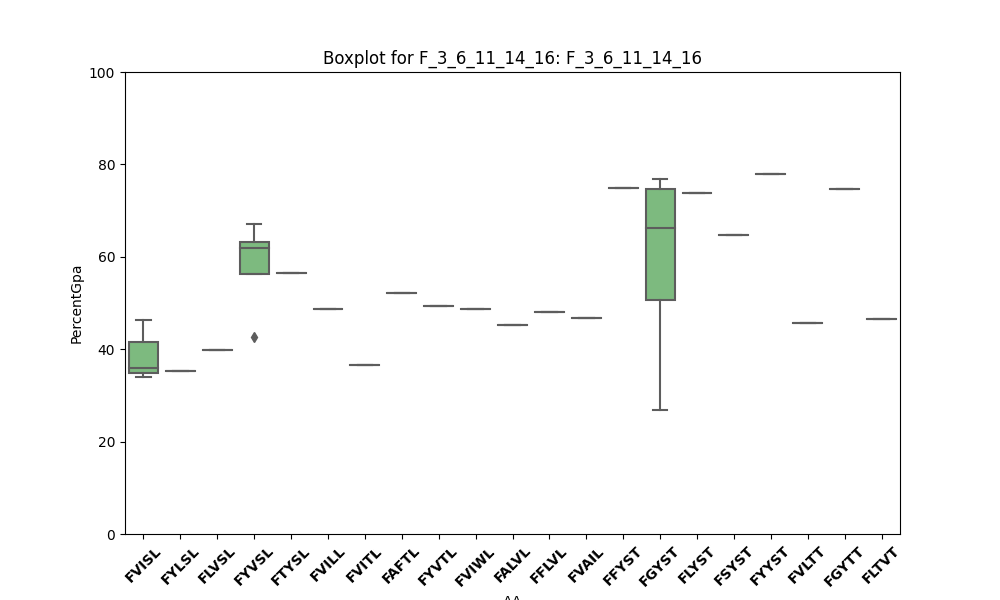 Boxplot for F_3_6_11_14_16: F_3_6_11_14_16
100
80
60
40
20
0
PercentGpa
FVISL
FYLSL
FLVSL
FYVSL
FTYSL
FVILL
FVITL
FAFTL
FYVTL
FVIWL
FALVL
FFLVL
FVAIL
FFYST
FGYST
FLYST
FSYST
FYYST
FVLTT
FGYTT
FLTVT
AA